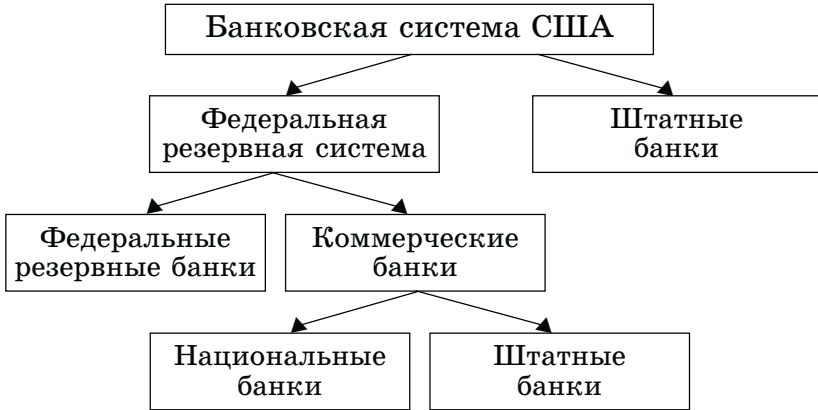 Банковская система США
Федеральная
резервная система
Штатные
банки
Федеральные
резервные банки
Коммерческие
банки
Национальные
банки
Штатные
банки